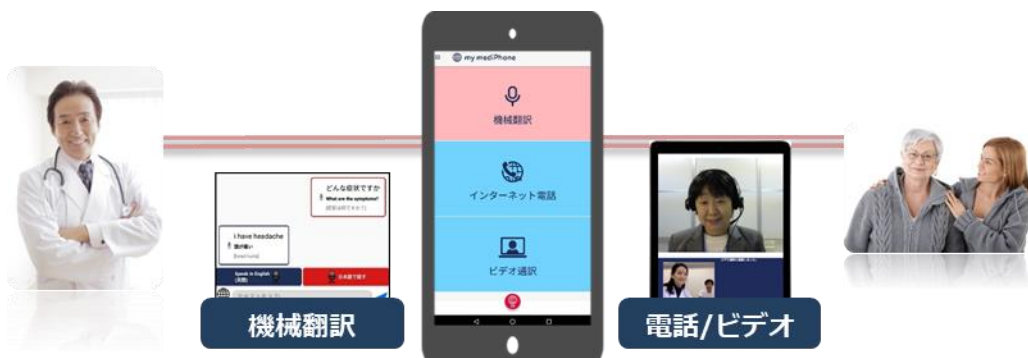 my mediPhone
機械翻訳
インターネット電話
ビデオ通訳
どんな症状ですか
What are the symptoms?
i have headache
頭が痛い
Speak in English
(英語)
日本語で話す
機械翻訳
電話/ビデオ